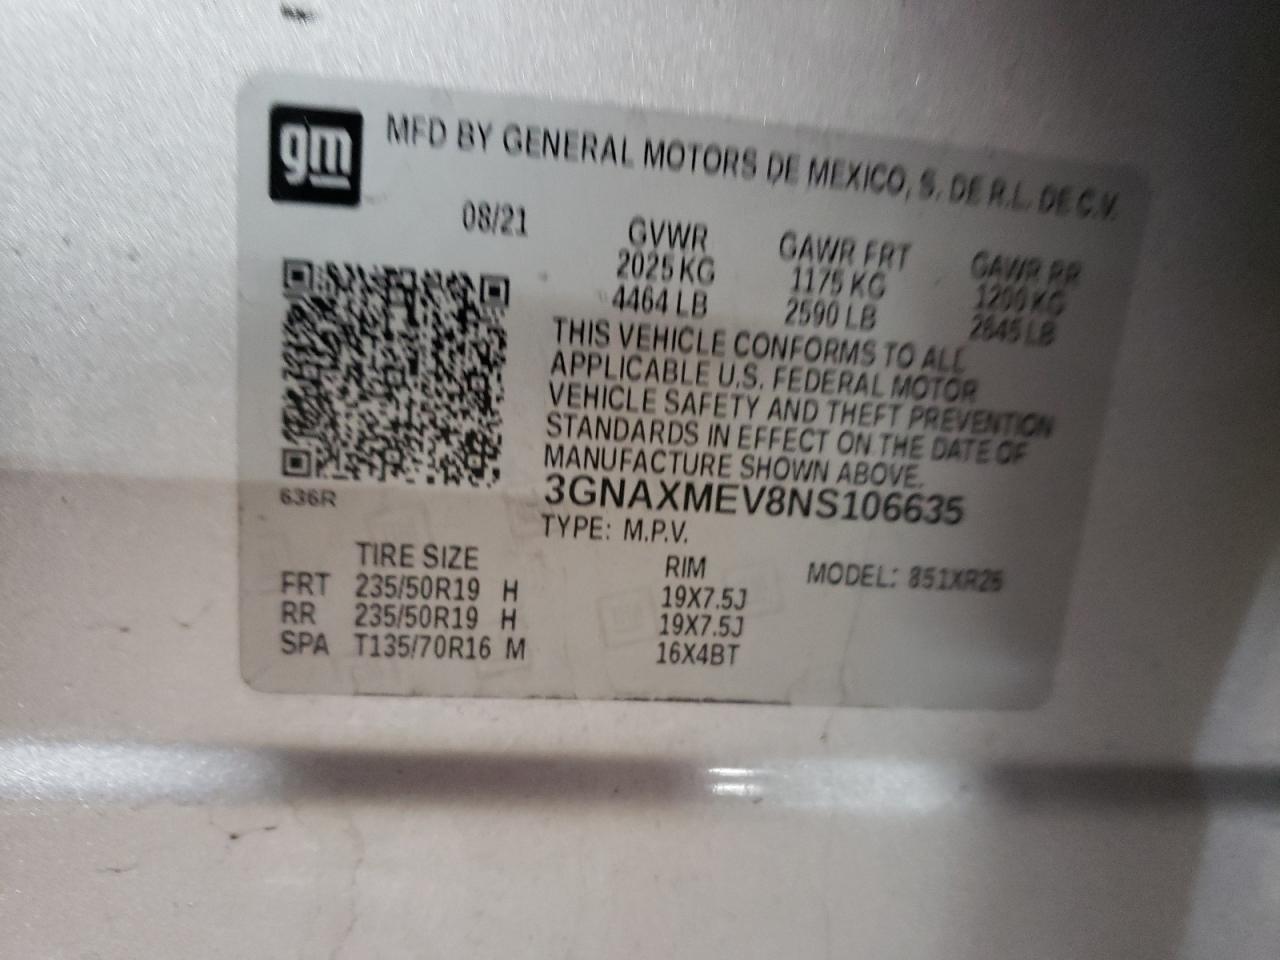 gm
MFD BY GENERAL MOTORS DE MEXICO, S. DE R.L. DE C.V.
08/21
GVWR GAWR FRT GAWR RR
2025 KG 1175 KG 1200 KG
4464 LB 2590 LB 2645 LB
THIS VEHICLE CONFORMS TO ALL
APPLICABLE U.S. FEDERAL MOTOR
VEHICLE SAFETY AND THEFT PREVENTION
STANDARDS IN EFFECT ON THE DATE OF
MANUFACTURE SHOWN ABOVE.
636R
3GNAXMEV8NS106635
TYPE: M.P.V.
TIRE SIZE RIM MODEL: 851XR26
FRT 235/50R19 H 19X7.5J
RR 235/50R19 H 19X7.5J
SPA T135/70R16 M 16X4BT